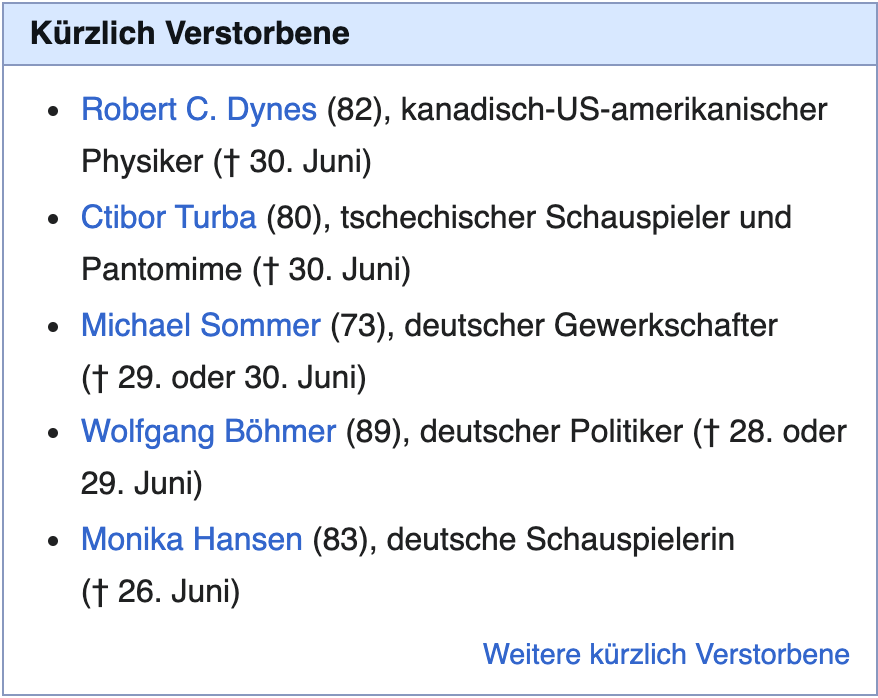 Kürzlich Verstorbene
• Robert C. Dynes (82), kanadisch-US-amerikanischer
Physiker († 30. Juni)
• Ctibor Turba (80), tschechischer Schauspieler und
Pantomime († 30. Juni)
• Michael Sommer (73), deutscher Gewerkschafter
(† 29. oder 30. Juni)
• Wolfgang Böhmer (89), deutscher Politiker († 28. oder
29. Juni)
• Monika Hansen (83), deutsche Schauspielerin
(† 26. Juni)
Weitere kürzlich Verstorbene